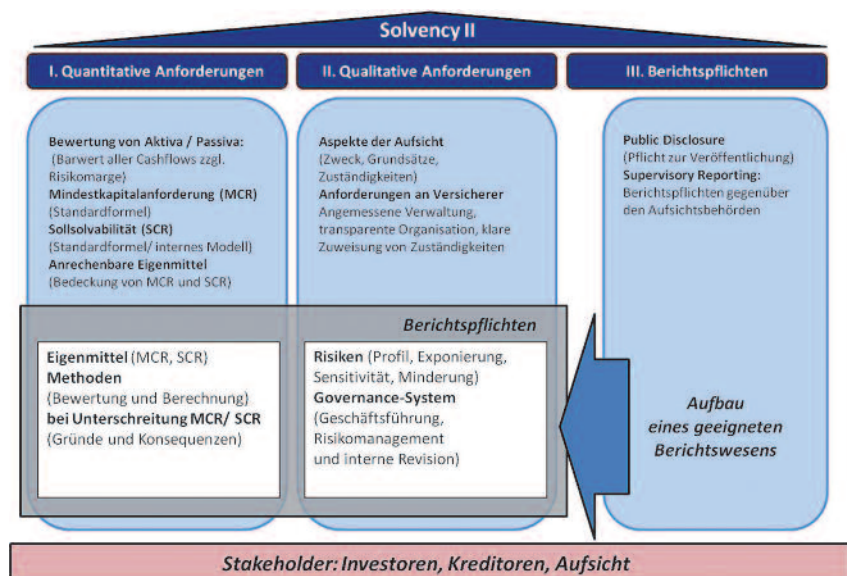 Solvency II
I. Quantitative Anforderungen
II. Qualitative Anforderungen
III. Berichtspflichten
Bewertung von Aktiva / Passiva:
(Barwert aller Cashflows zzgl.
Risikomarge)
Mindestkapitalanforderung (MCR)
(Standardformel)
Sollsolvabilität (SCR)
(Standardformel/ internes Modell)
Anrechenbare Eigenmittel
(Bedeckung von MCR und SCR)
Aspekte der Aufsicht
(Zweck, Grundsätze,
Zuständigkeiten)
Anforderungen an Versicherer
Angemessene Verwaltung,
transparente Organisation, klare
Zuweisung von Zuständigkeiten
Public Disclosure
(Pflicht zur Veröffentlichung)
Supervisory Reporting:
Berichtspflichten gegenüber
den Aufsichtsbehörden
Berichtspflichten
Eigenmittel (MCR, SCR)
Methoden
(Bewertung und Berechnung)
bei Unterschreitung MCR/ SCR
(Gründe und Konsequenzen)
Risiken (Profil, Exponierung,
Sensitivität, Minderung)
Governance-System
(Geschäftsführung,
Risikomanagement
und interne Revision)
Aufbau
eines geeigneten
Berichtswesens
Stakeholder: Investoren, Kreditoren, Aufsicht